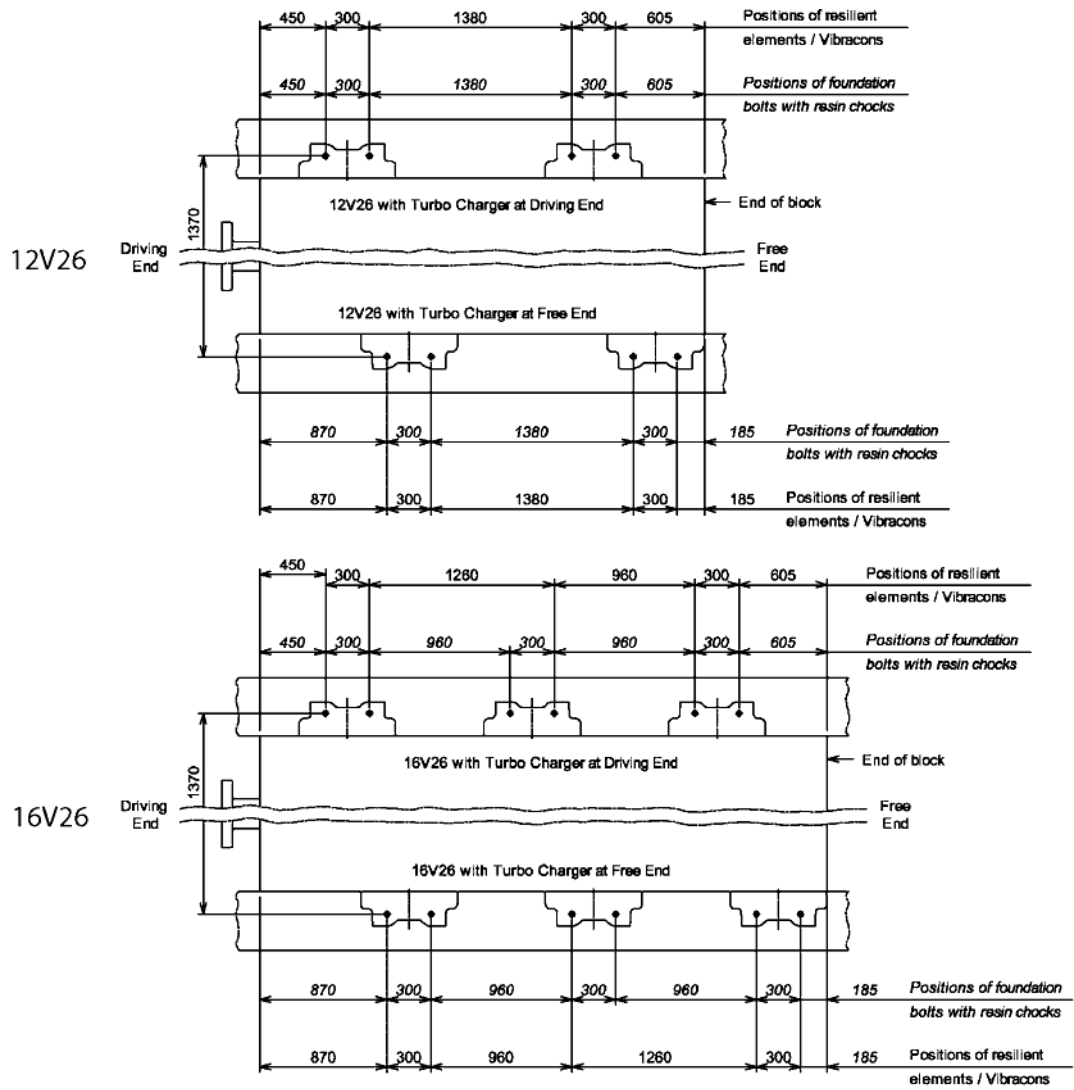 450 300 1380 300 605 Positions of resilient
elements / Vibracons
450 300 1380 300 605 Positions of foundation
bolts with resin chocks
1370
12V26 with Turbo Charger at Driving End
End of block
12V26
Driving
End
Free
End
12V26 with Turbo Charger at Free End
870 300 1380 300 185 Positions of foundation
bolts with resin chocks
870 300 1380 300 185 Positions of resilient
elements / Vibracons
450 300 1260 960 300 605 Positions of resilient
elements / Vibracons
450 300 960 300 960 300 605 Positions of foundation
bolts with resin chocks
1370
16V26 with Turbo Charger at Driving End
End of block
16V26
Driving
End
Free
End
16V26 with Turbo Charger at Free End
870 300 960 300 960 300 185 Positions of foundation
bolts with resin chocks
870 300 960 1260 300 185 Positions of resilient
elements / Vibracons